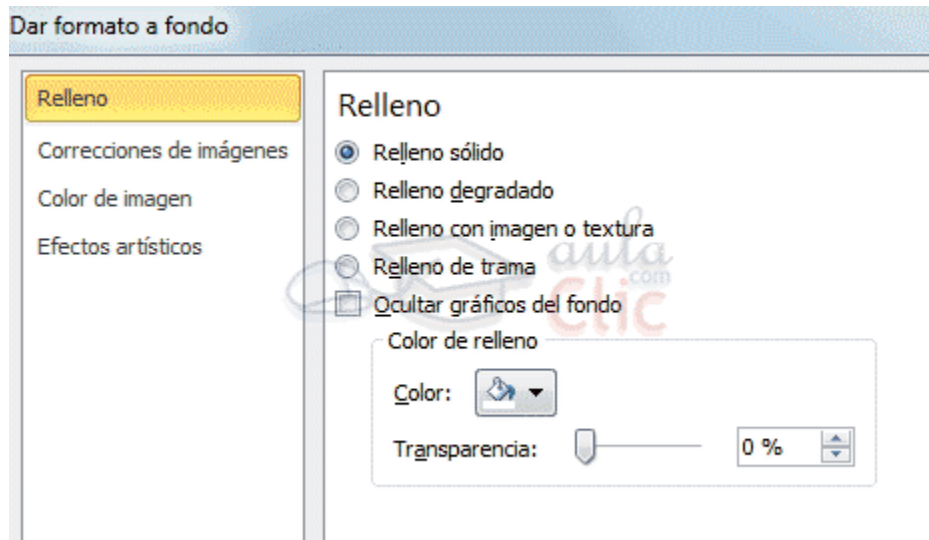 Dar formato a fondo
Relleno
Correcciones de imágenes
Color de imagen
Efectos artísticos
Relleno
Relleno sólido
Relleno degradado
Relleno con imagen o textura
Relleno de trama
Ocultar gráficos del fondo
Color de relleno
Color:
Transparencia: 0 %
aula
.com
Clic